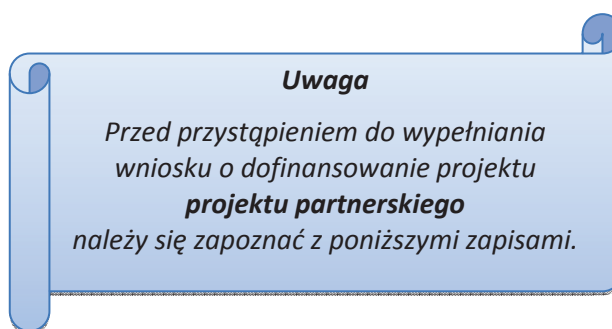 Uwaga
Przed przystąpieniem do wypełniania
wniosku o dofinansowanie projektu
projektu partnerskiego
należy się zapoznać z poniższymi zapisami.